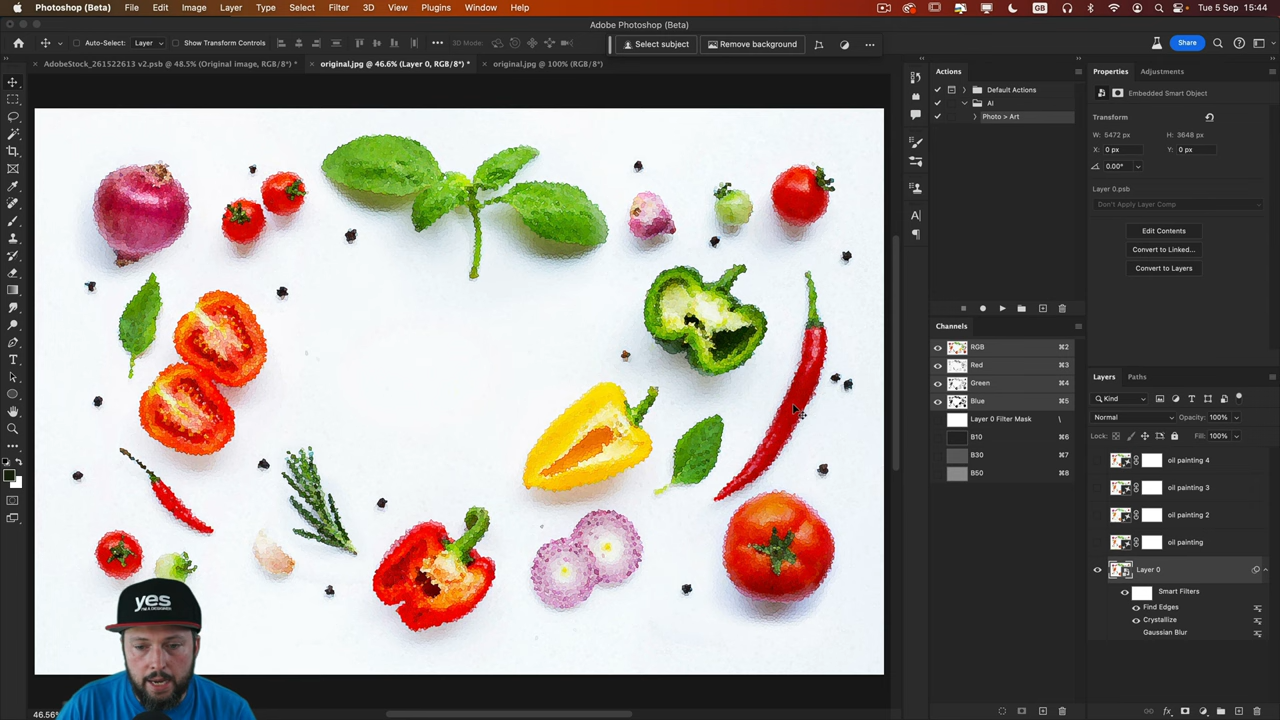 Photoshop (Beta) File Edit Image Layer Type Select Filter 3D View Plugins Window Help GB Tue 5 Sep 15:44
Adobe Photoshop (Beta)
Auto-Select: Layer Show Transform Controls 3D Mode: Select subject Remove background Share
AdobeStock_261522613 v2.psb @ 48.5% (Original image, RGB/8*) * original.jpg @ 46.6% (Layer 0, RGB/8*) * original.jpg @ 100% (RGB/8*)
Actions
Default Actions
AI
Photo > Art
Channels
RGB ⌘2
Red ⌘3
Green ⌘4
Blue ⌘5
Layer 0 Filter Mask \
B10 ⌘6
B30 ⌘7
B50 ⌘8
Properties Adjustments
Embedded Smart Object
Transform
W: 5472 px H: 3648 px
X: 0 px Y: 0 px
0.00°
Layer 0.psb
Don't Apply Layer Comp
Edit Contents
Convert to Linked...
Convert to Layers
Layers Paths
Kind
Normal Opacity: 100%
Lock: Fill: 100%
oil painting 4
oil painting 3
oil painting 2
oil painting
Layer 0
Smart Filters
Find Edges
Crystallize
Gaussian Blur
yes
I'M A DESIGNER
46.56%